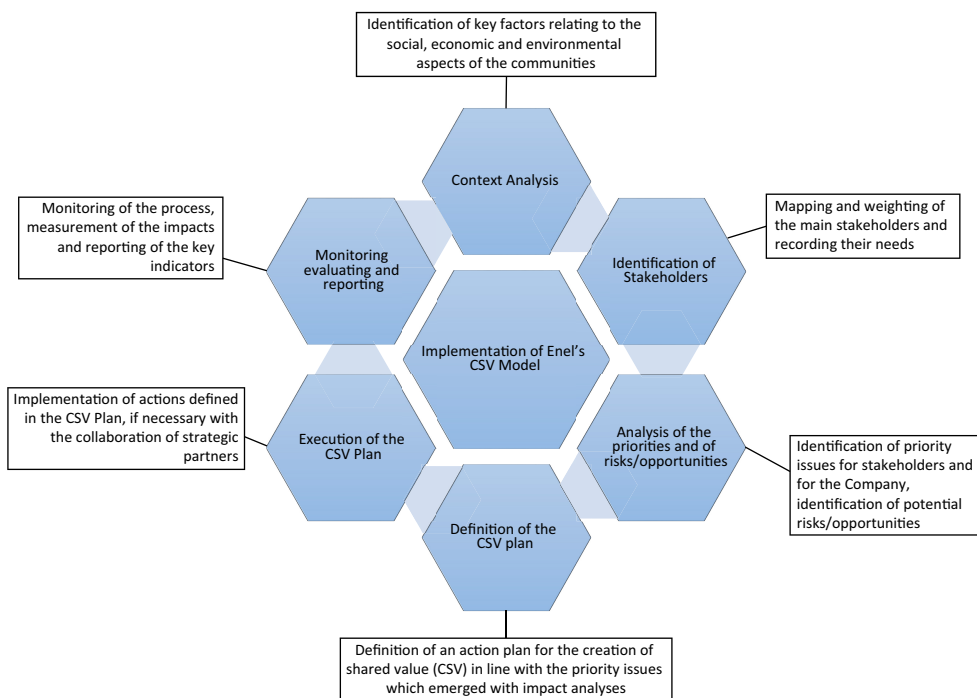 Identification of key factors relating to the
social, economic and environmental
aspects of the communities
Context Analysis
Mapping and weighting of
the main stakeholders and
recording their needs
Identification of
Stakeholders
Monitoring of the process,
measurement of the impacts
and reporting of the key
indicators
Monitoring
evaluating and
reporting
Implementation of Enel's
CSV Model
Implementation of actions defined
in the CSV Plan, if necessary with
the collaboration of strategic
partners
Execution of the
CSV Plan
Analysis of the
priorities and of
risks/opportunities
Identification of priority
issues for stakeholders and
for the Company,
identification of potential
risks/opportunities
Definition of the
CSV plan
Definition of an action plan for the creation of
shared value (CSV) in line with the priority issues
which emerged with impact analyses